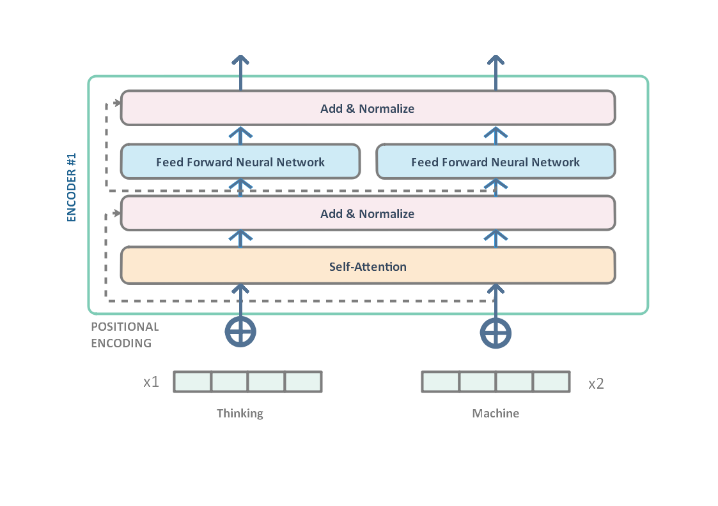 Add & Normalize
Feed Forward Neural Network
Feed Forward Neural Network
ENCODER #1
Add & Normalize
Self-Attention
POSITIONAL
ENCODING
x1
x2
Thinking
Machine